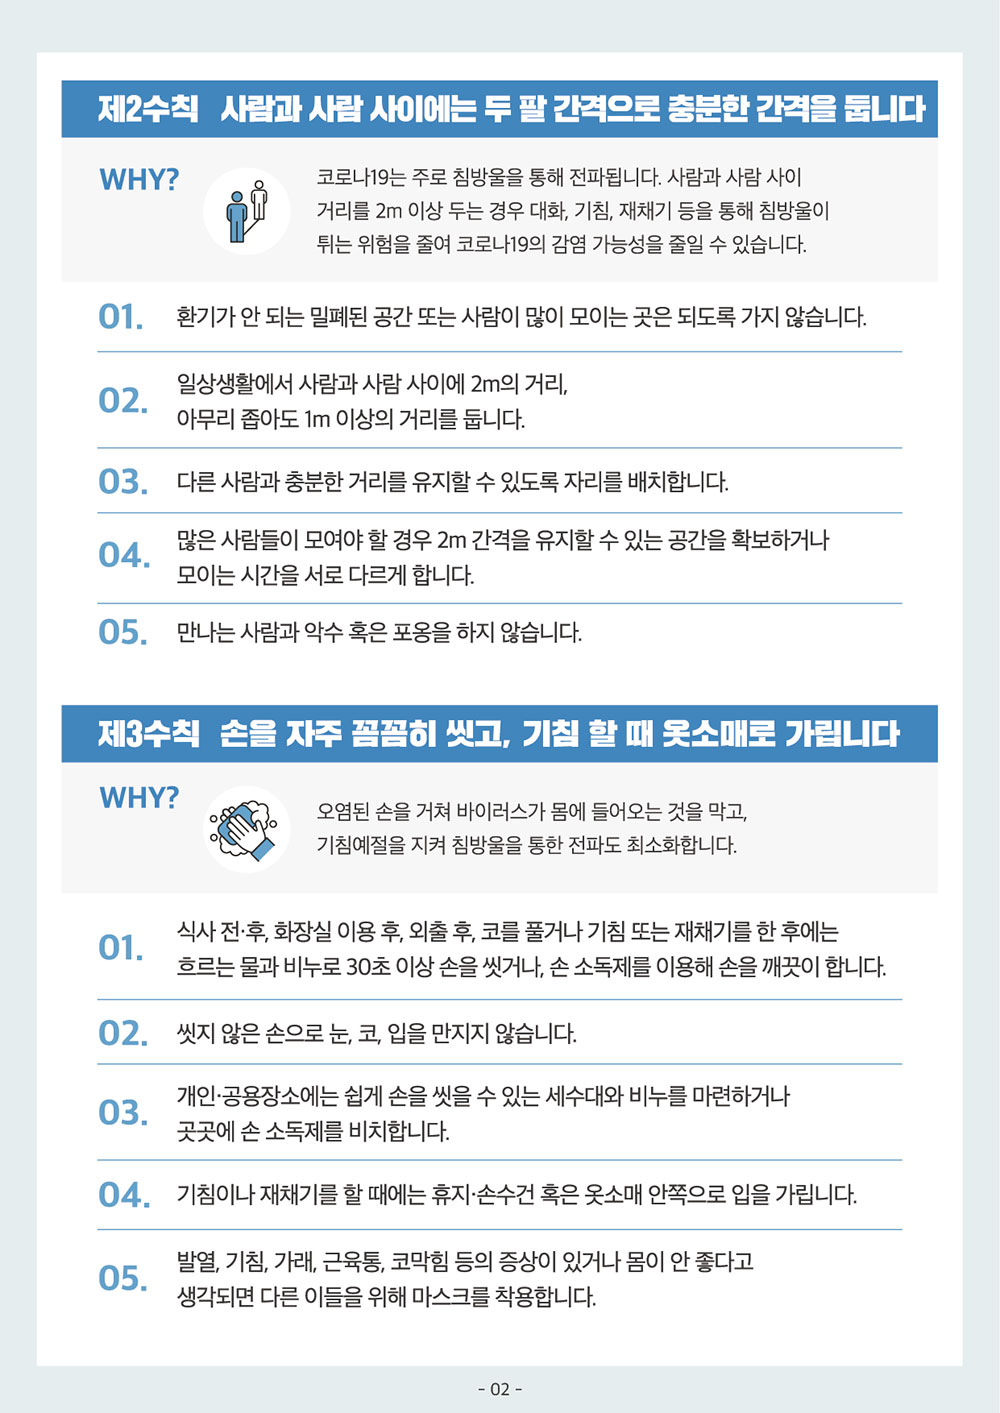 제2수칙 사람과 사람 사이에는 두 팔 간격으로 충분한 간격을 둡니다
WHY?
코로나19는 주로 침방울을 통해 전파됩니다. 사람과 사람 사이
거리를 2m 이상 두는 경우 대화, 기침, 재채기 등을 통해 침방울이
튀는 위험을 줄여 코로나19의 감염 가능성을 줄일 수 있습니다.
01. 환기가 안 되는 밀폐된 공간 또는 사람이 많이 모이는 곳은 되도록 가지 않습니다.
02. 일상생활에서 사람과 사람 사이에 2m의 거리,
아무리 좁아도 1m 이상의 거리를 둡니다.
03. 다른 사람과 충분한 거리를 유지할 수 있도록 자리를 배치합니다.
04. 많은 사람들이 모여야 할 경우 2m 간격을 유지할 수 있는 공간을 확보하거나
모이는 시간을 서로 다르게 합니다.
05. 만나는 사람과 악수 혹은 포옹을 하지 않습니다.
제3수칙 손을 자주 꼼꼼히 씻고, 기침 할 때 옷소매로 가립니다
WHY?
오염된 손을 거쳐 바이러스가 몸에 들어오는 것을 막고,
기침예절을 지켜 침방울을 통한 전파도 최소화합니다.
01. 식사 전·후, 화장실 이용 후, 외출 후, 코를 풀거나 기침 또는 재채기를 한 후에는
흐르는 물과 비누로 30초 이상 손을 씻거나, 손 소독제를 이용해 손을 깨끗이 합니다.
02. 씻지 않은 손으로 눈, 코, 입을 만지지 않습니다.
03. 개인·공용장소에는 쉽게 손을 씻을 수 있는 세수대와 비누를 마련하거나
곳곳에 손 소독제를 비치합니다.
04. 기침이나 재채기를 할 때에는 휴지·손수건 혹은 옷소매 안쪽으로 입을 가립니다.
05. 발열, 기침, 가래, 근육통, 코막힘 등의 증상이 있거나 몸이 안 좋다고
생각되면 다른 이들을 위해 마스크를 착용합니다.
- 02 -